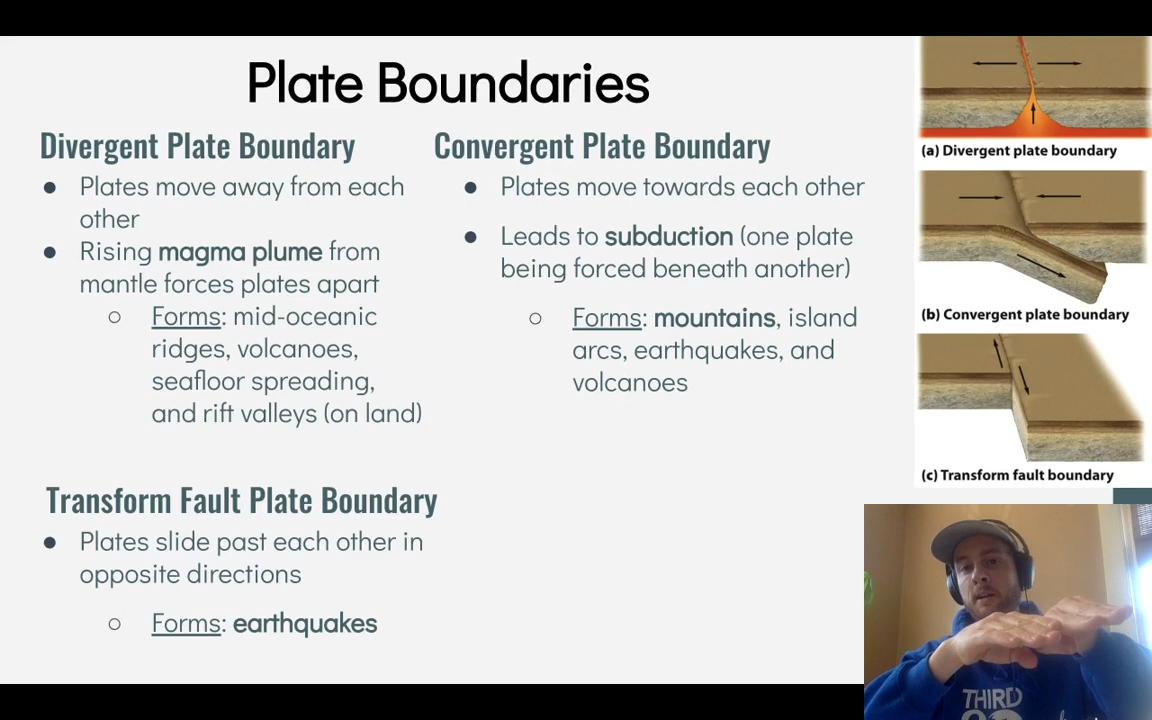 Plate Boundaries
Divergent Plate Boundary
● Plates move away from each
other
● Rising magma plume from
mantle forces plates apart
○ Forms: mid-oceanic
ridges, volcanoes,
seafloor spreading,
and rift valleys (on land)
Convergent Plate Boundary
● Plates move towards each other
● Leads to subduction (one plate
being forced beneath another)
○ Forms: mountains, island
arcs, earthquakes, and
volcanoes
Transform Fault Plate Boundary
● Plates slide past each other in
opposite directions
○ Forms: earthquakes
(a) Divergent plate boundary
(b) Convergent plate boundary
(c) Transform fault boundary
THIRD